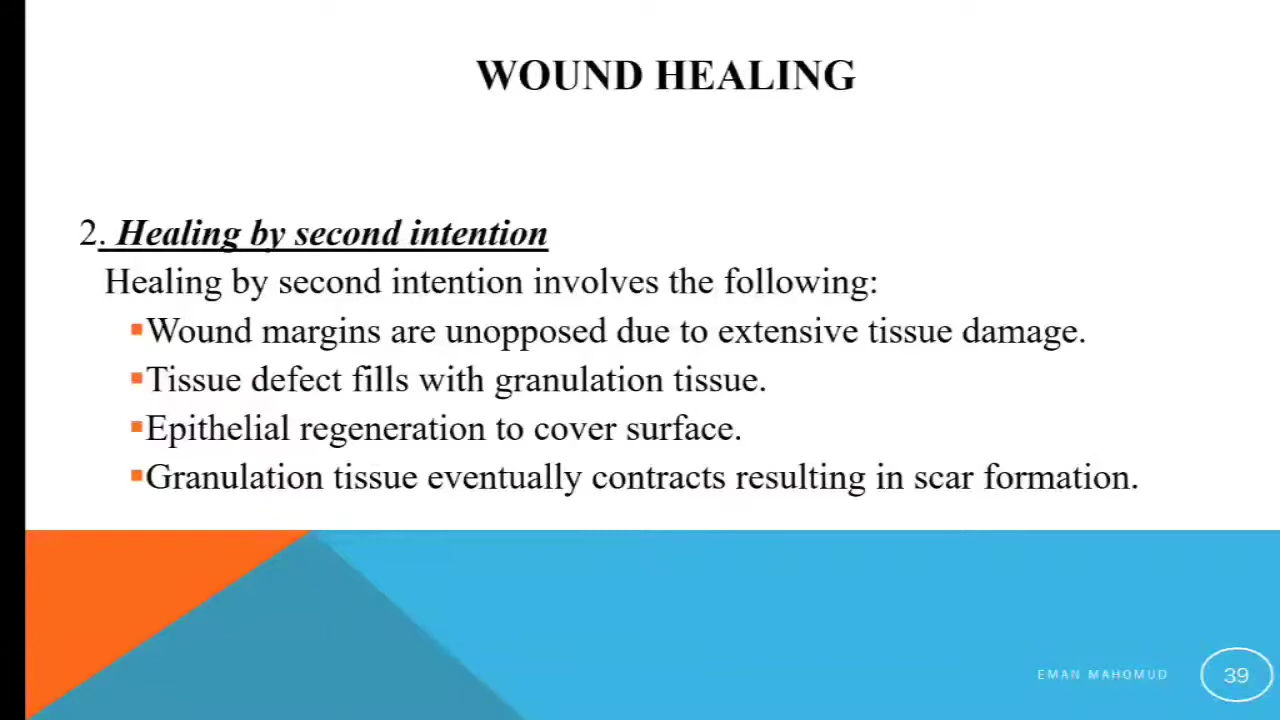 WOUND HEALING
2. Healing by second intention
Healing by second intention involves the following:
▪Wound margins are unopposed due to extensive tissue damage.
▪Tissue defect fills with granulation tissue.
▪Epithelial regeneration to cover surface.
▪Granulation tissue eventually contracts resulting in scar formation.
EMAN MAHOMUD
39